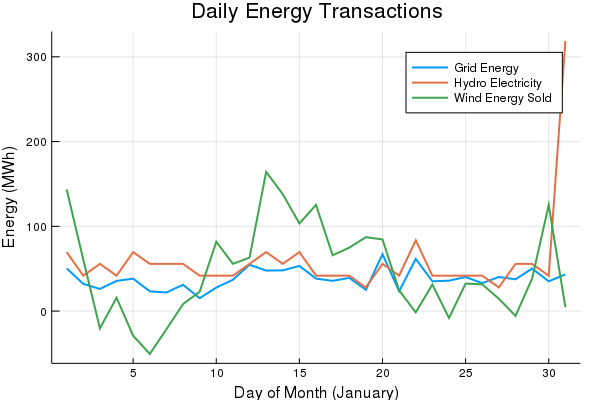 Daily Energy Transactions
Energy (MWh)
300
200
100
0
Grid Energy
Hydro Electricity
Wind Energy Sold
5
10
15
20
25
30
Day of Month (January)